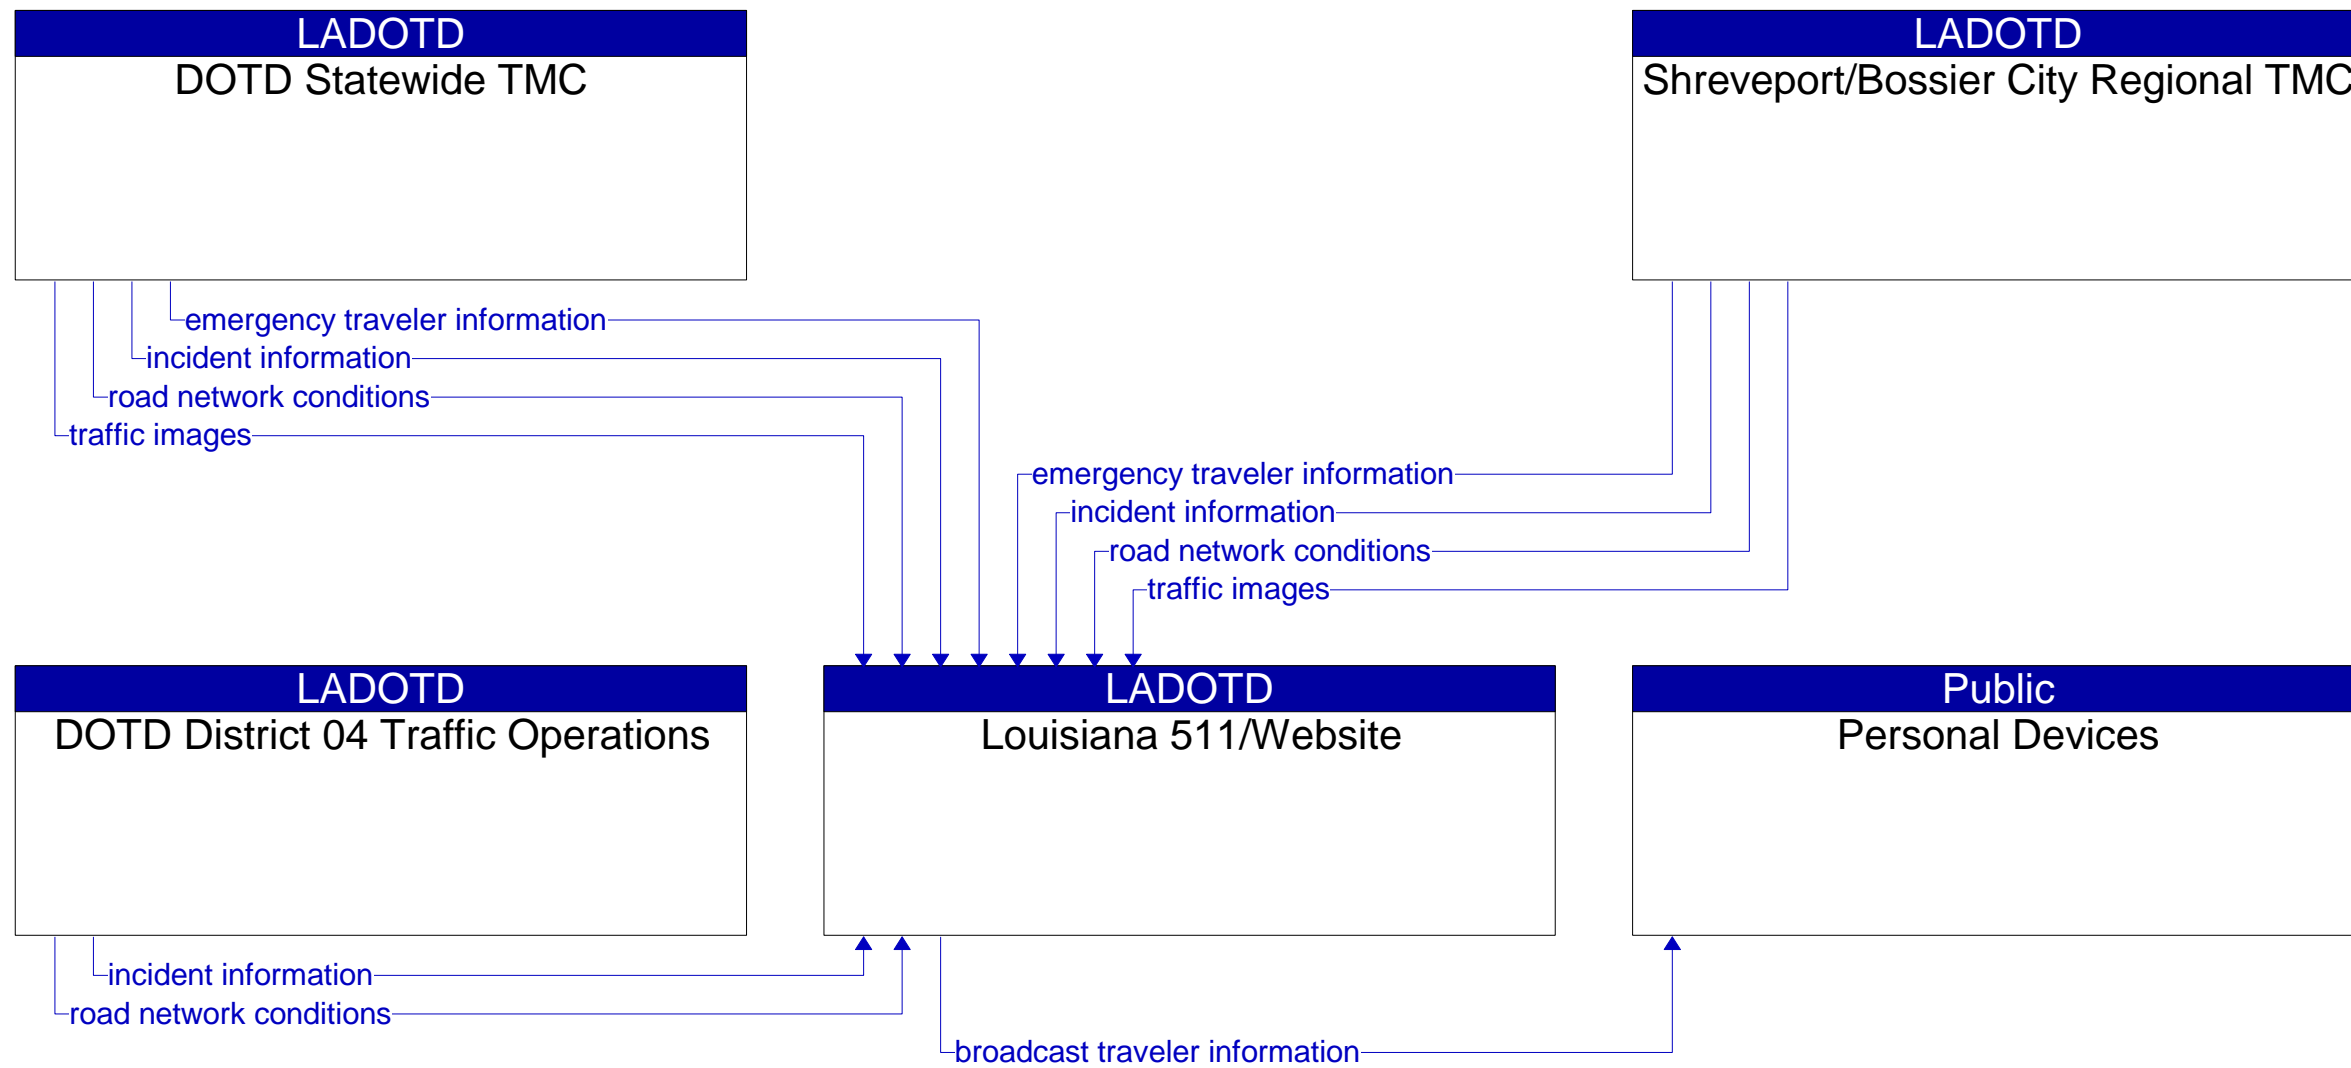 LADOTD
DOTD Statewide TMC
LADOTD
Shreveport/Bossier City Regional TMC
emergency traveler information
incident information
road network conditions
traffic images
emergency traveler information
incident information
road network conditions
traffic images
LADOTD
DOTD District 04 Traffic Operations
LADOTD
Louisiana 511/Website
Public
Personal Devices
incident information
road network conditions
broadcast traveler information